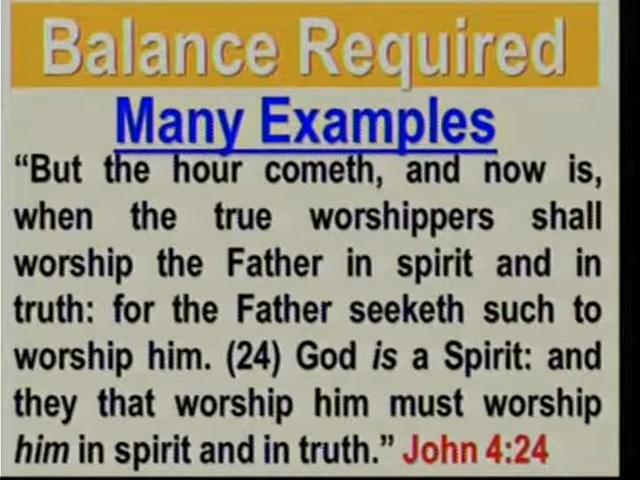 Balance Required
Many Examples
“But the hour cometh, and now is,
when the true worshippers shall
worship the Father in spirit and in
truth: for the Father seeketh such to
worship him. (24) God is a Spirit: and
they that worship him must worship
him in spirit and in truth.” John 4:24